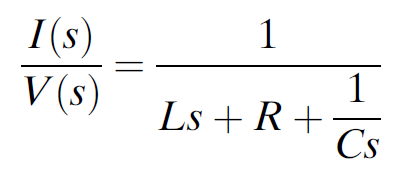 I(s)/V(s) = 1/(Ls + R + 1/(Cs))